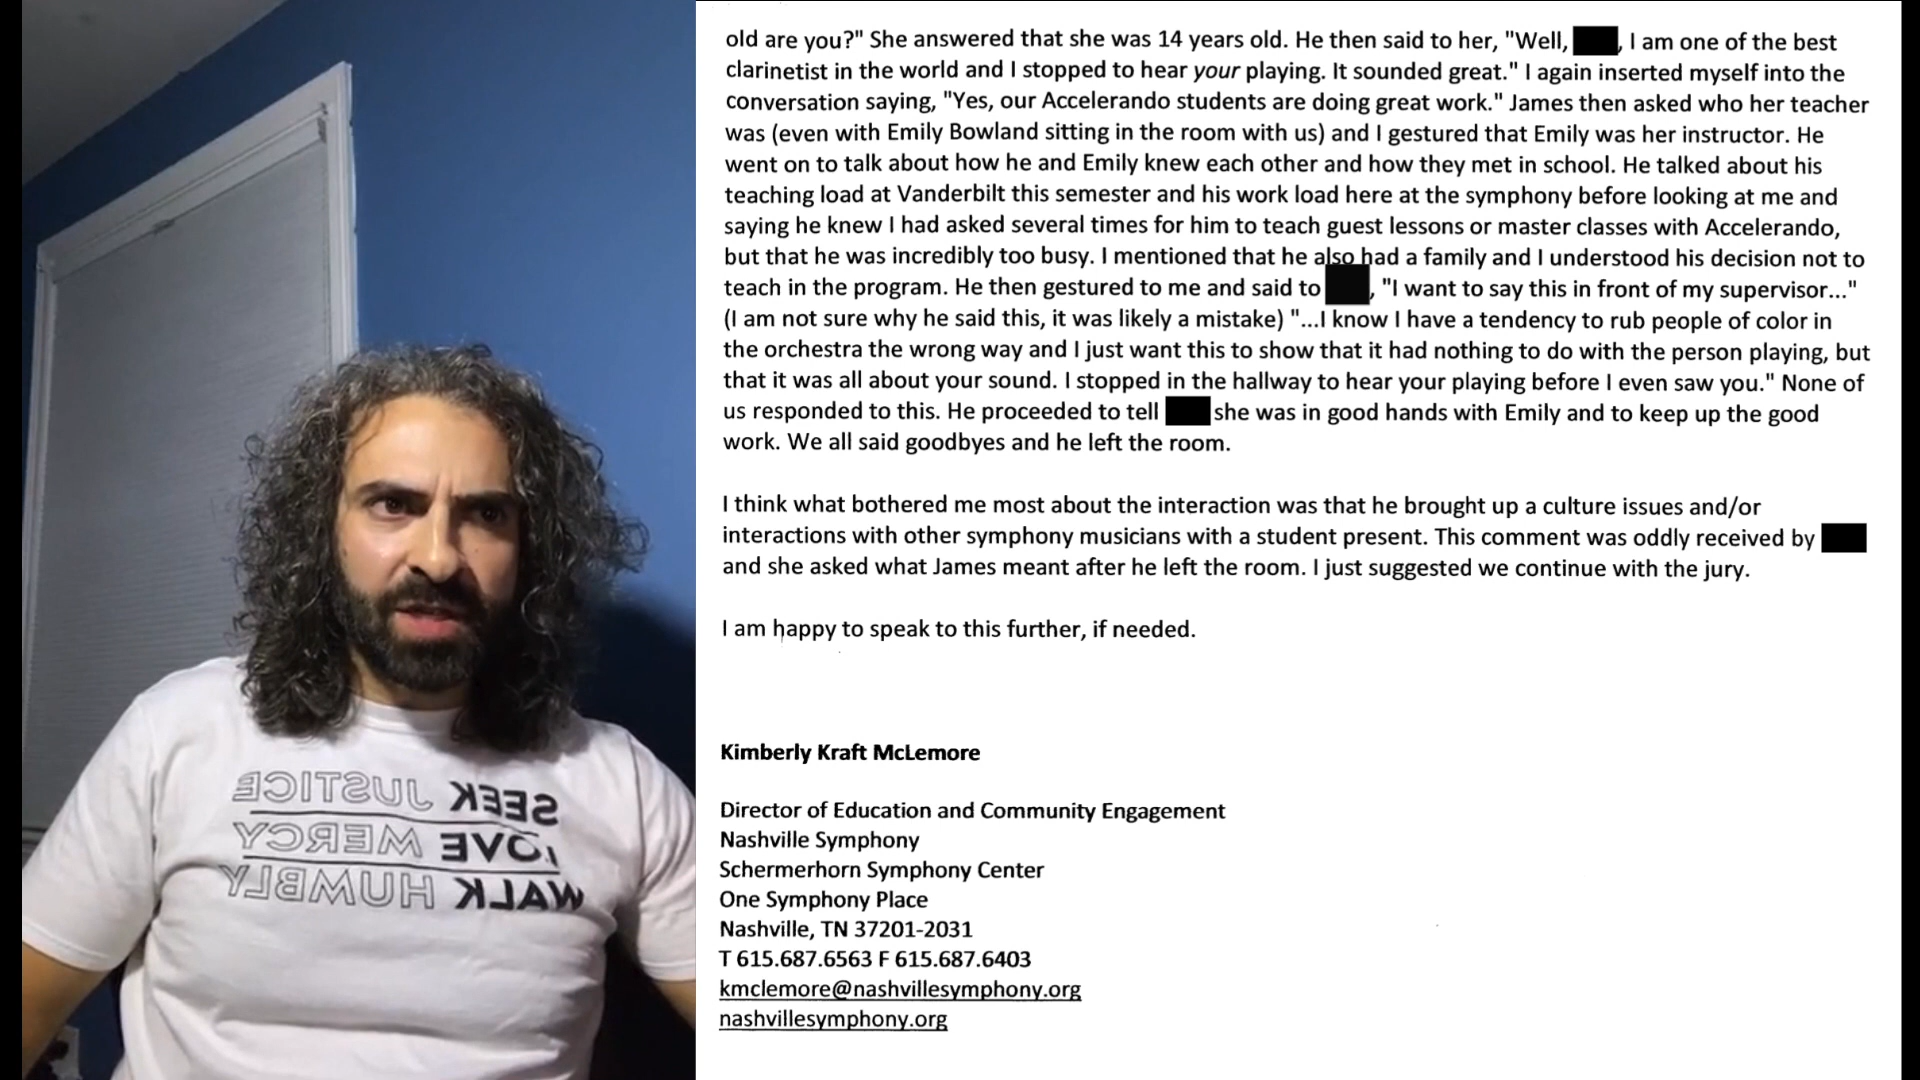 old are you?" She answered that she was 14 years old. He then said to her, "Well, , I am one of the best
clarinetist in the world and I stopped to hear your playing. It sounded great." I again inserted myself into the
conversation saying, "Yes, our Accelerando students are doing great work." James then asked who her teacher
was (even with Emily Bowland sitting in the room with us) and I gestured that Emily was her instructor. He
went on to talk about how he and Emily knew each other and how they met in school. He talked about his
teaching load at Vanderbilt this semester and his work load here at the symphony before looking at me and
saying he knew I had asked several times for him to teach guest lessons or master classes with Accelerando,
but that he was incredibly too busy. I mentioned that he also had a family and I understood his decision not to
teach in the program. He then gestured to me and said to , "I want to say this in front of my supervisor..."
(I am not sure why he said this, it was likely a mistake) "...I know I have a tendency to rub people of color in
the orchestra the wrong way and I just want this to show that it had nothing to do with the person playing, but
that it was all about your sound. I stopped in the hallway to hear your playing before I even saw you." None of
us responded to this. He proceeded to tell she was in good hands with Emily and to keep up the good
work. We all said goodbyes and he left the room.
I think what bothered me most about the interaction was that he brought up a culture issues and/or
interactions with other symphony musicians with a student present. This comment was oddly received by
and she asked what James meant after he left the room. I just suggested we continue with the jury.
I am happy to speak to this further, if needed.
Kimberly Kraft McLemore
Director of Education and Community Engagement
Nashville Symphony
Schermerhorn Symphony Center
One Symphony Place
Nashville, TN 37201-2031
T 615.687.6563 F 615.687.6403
kmclemore@nashvillesymphony.org
nashvillesymphony.org
SEEK JUSTICE
LOVE MERCY
WALK HUMBLY